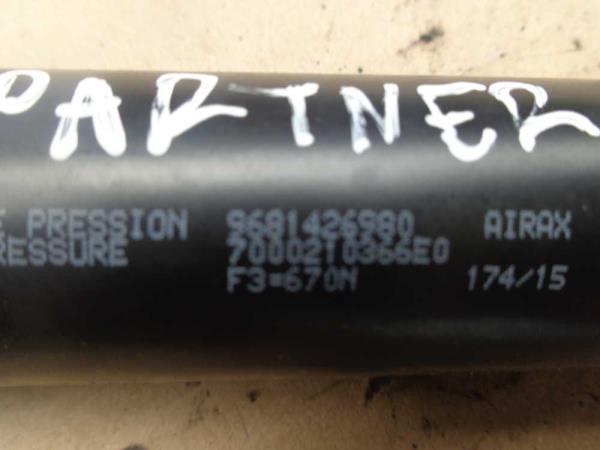 PARTNER
E PRESSION 9681426980 AIRAX
RESSURE 70002T0366E0
F3=670N 174/15